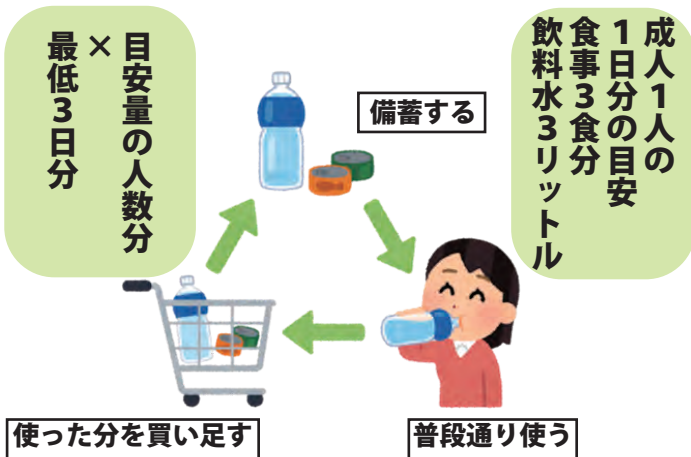 成人1人の
1日分の目安
食事3食分
飲料水3リットル
目安量の人数分
×
最低3日分
備蓄する
普段通り使う
使った分を買い足す